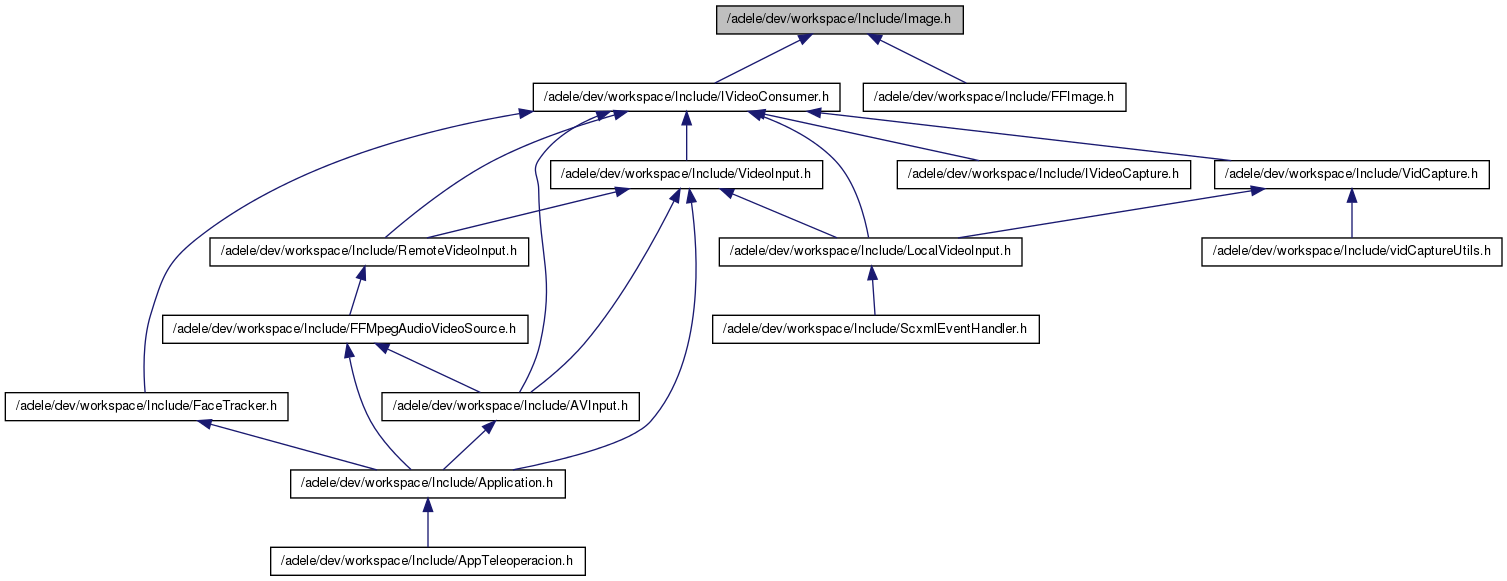 /adele/dev/workspace/Include/Image.h
/adele/dev/workspace/Include/IVideoConsumer.h
/adele/dev/workspace/Include/FFImage.h
/adele/dev/workspace/Include/VideoInput.h
/adele/dev/workspace/Include/IVideoCapture.h
/adele/dev/workspace/Include/VidCapture.h
/adele/dev/workspace/Include/RemoteVideoInput.h
/adele/dev/workspace/Include/LocalVideoInput.h
/adele/dev/workspace/Include/vidCaptureUtils.h
/adele/dev/workspace/Include/FFMpegAudioVideoSource.h
/adele/dev/workspace/Include/ScxmlEventHandler.h
/adele/dev/workspace/Include/FaceTracker.h
/adele/dev/workspace/Include/AVInput.h
/adele/dev/workspace/Include/Application.h
/adele/dev/workspace/Include/AppTeleoperacion.h